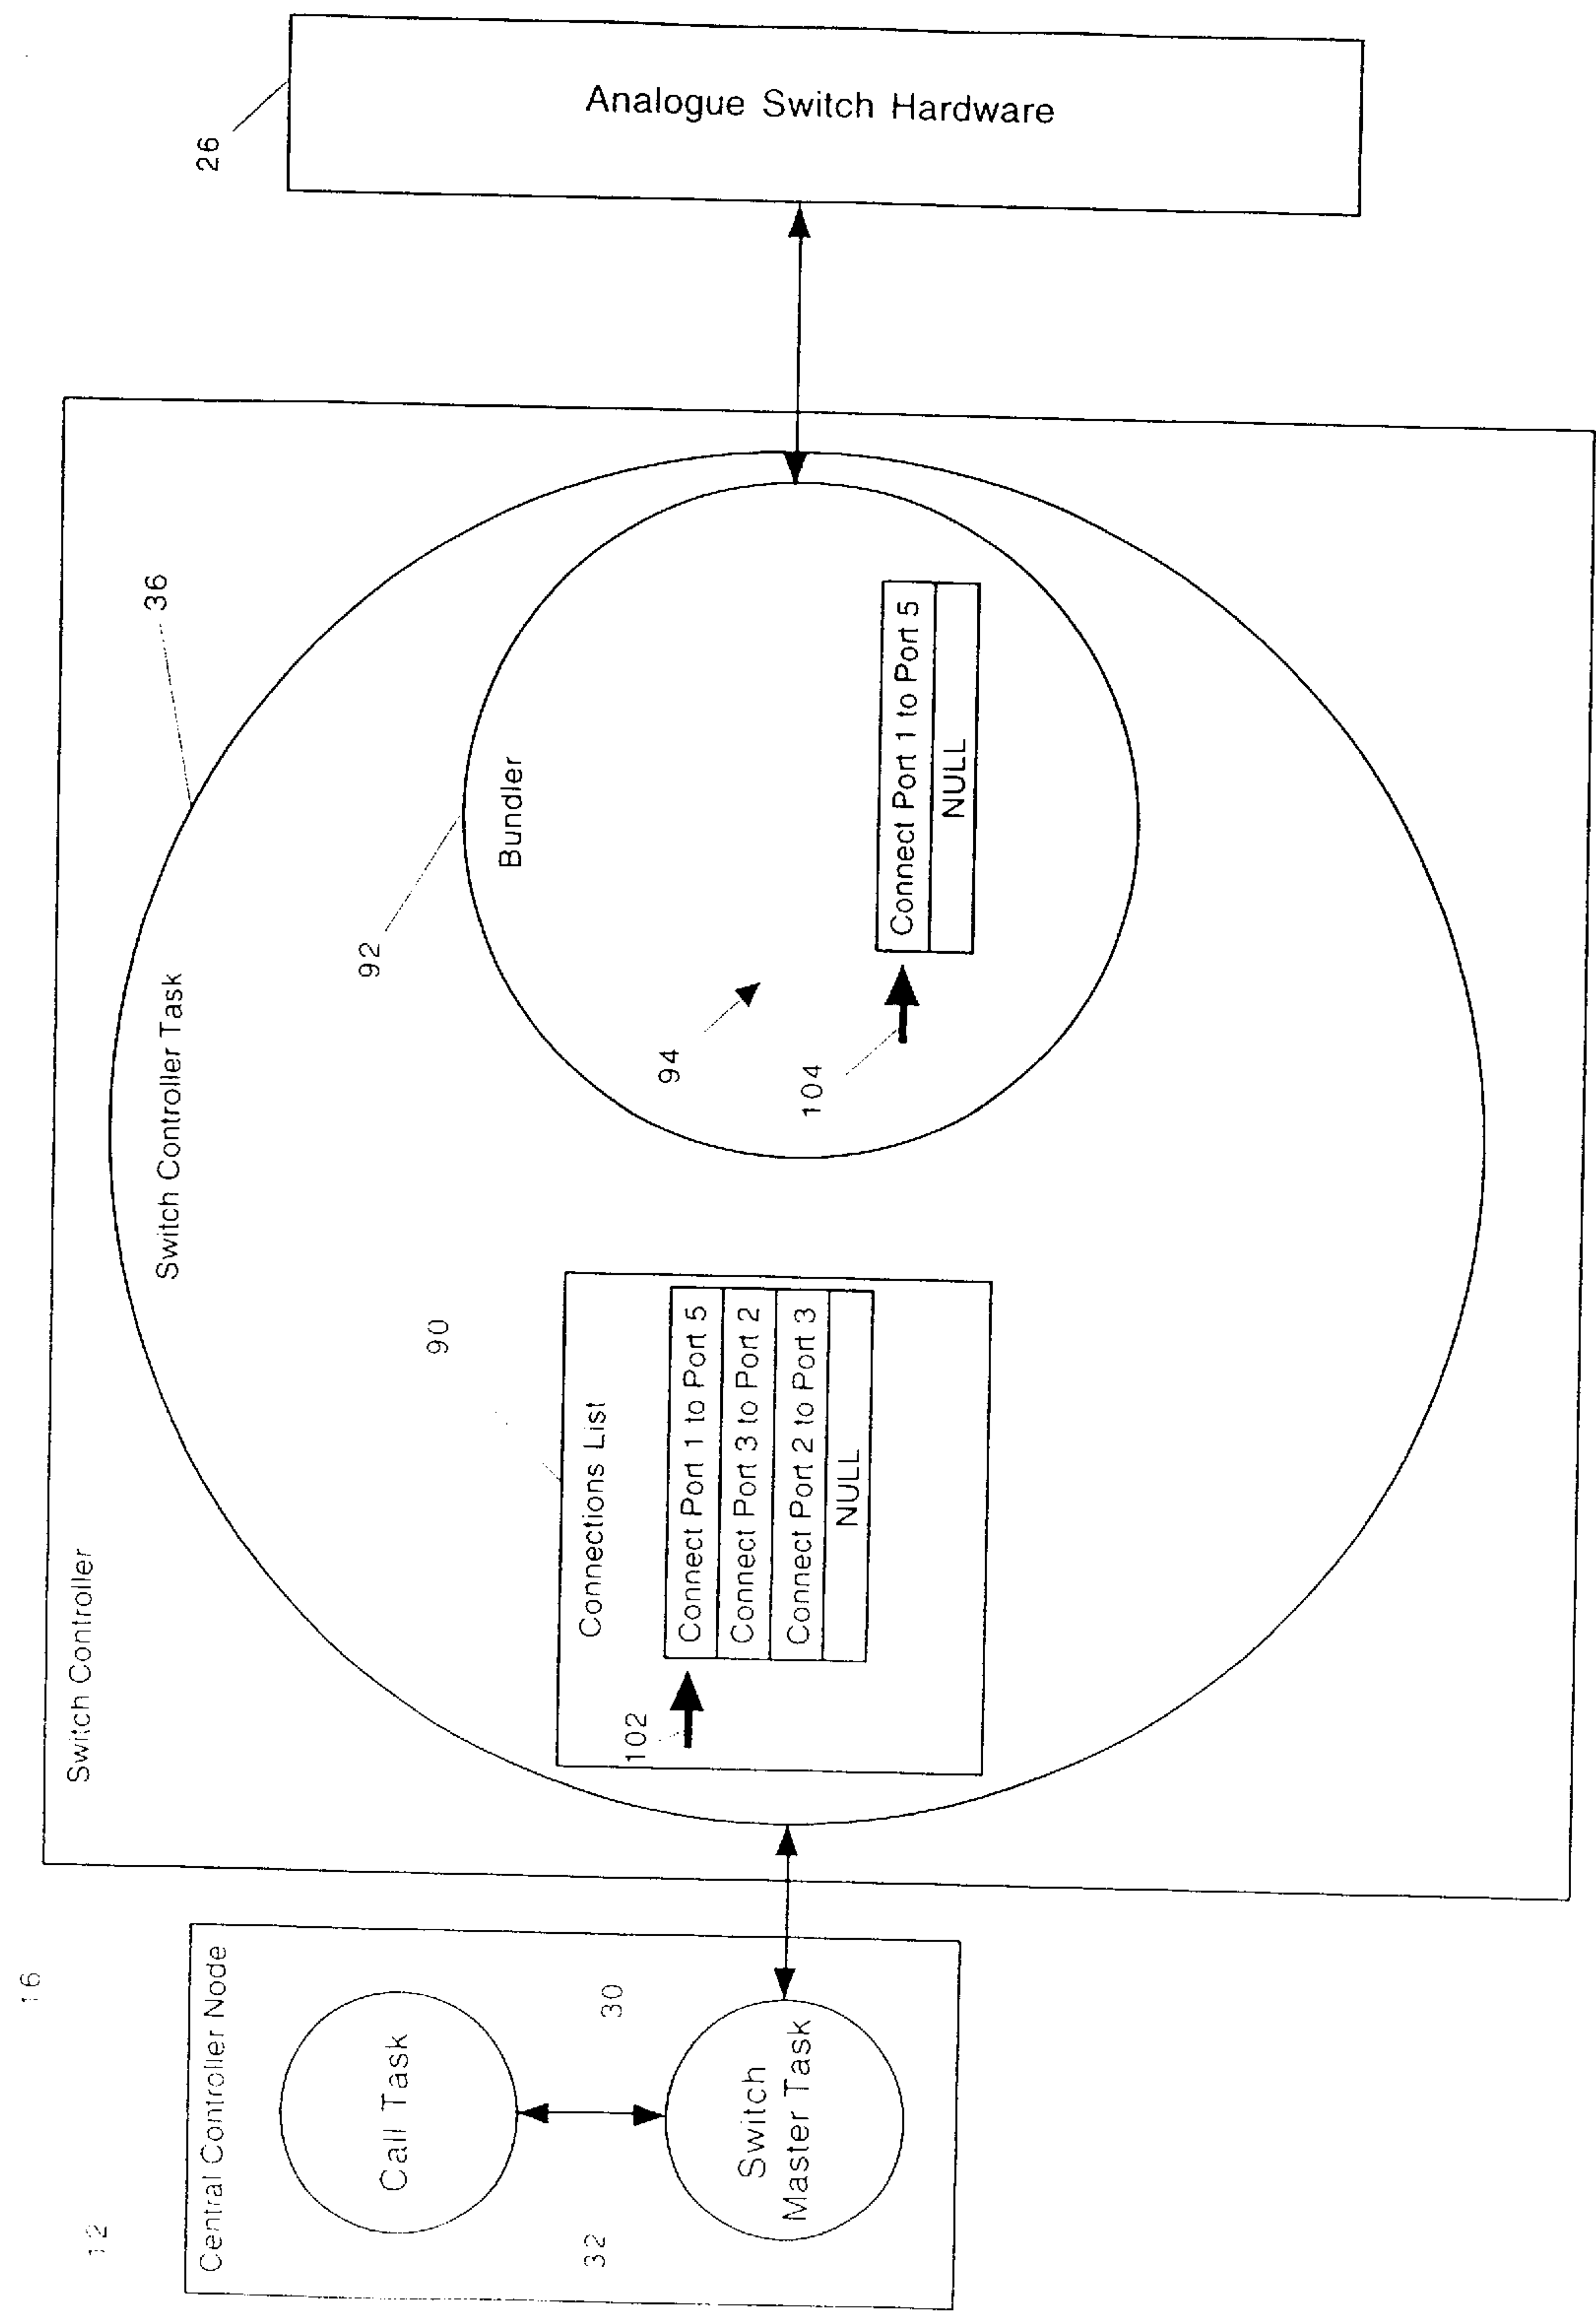 16
12
Central Controller Node
Call Task
32
30
Switch
Master Task
Switch Controller
Switch Controller Task
36
90
Connections List
102
Connect Port 1 to Port 5
Connect Port 3 to Port 2
Connect Port 2 to Port 3
NULL
92
Bundler
94
104
Connect Port 1 to Port 5
NULL
26
Analogue Switch Hardware